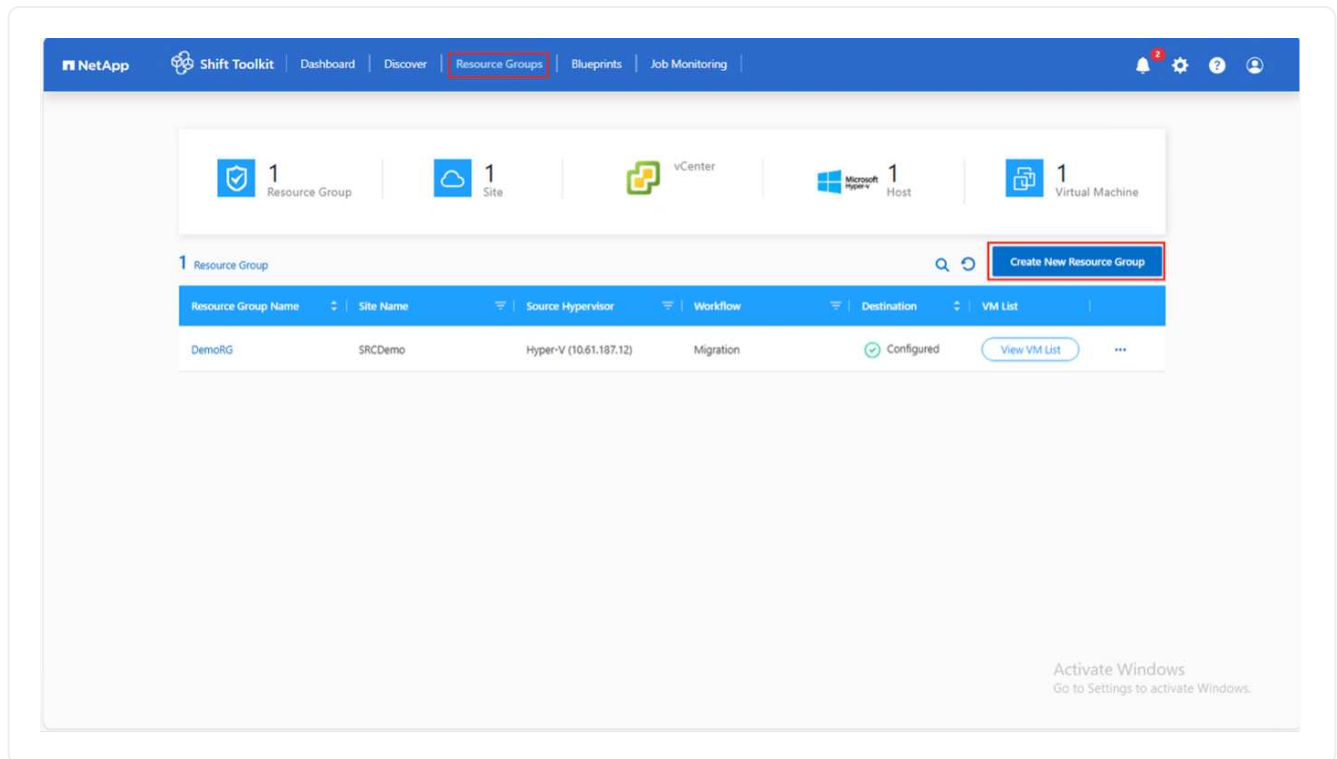 NetApp Shift Toolkit Dashboard Discover Resource Groups Blueprints Job Monitoring 2 ?
1 Resource Group
1 Site
vCenter
Microsoft Hyper-V 1 Host
1 Virtual Machine
1 Resource Group
Create New Resource Group
Resource Group Name Site Name Source Hypervisor Workflow Destination VM List
DemoRG SRCDemo Hyper-V (10.61.187.12) Migration Configured View VM List ...
Activate Windows
Go to Settings to activate Windows.